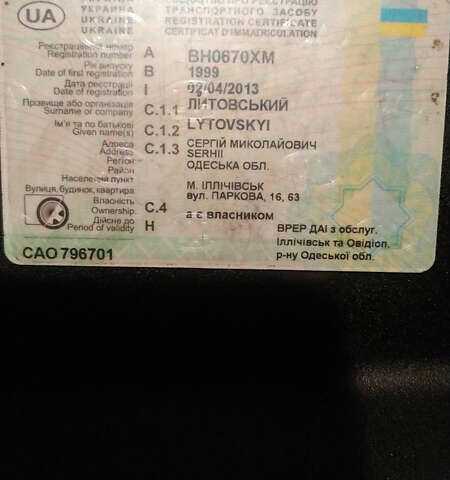 УКРАИНА ТРАНСПОРТНОГО ЗАСОБУ
UA UKRAINE REGISTRATION CERTIFICATE
UKRAINE CERTIFICAT D'IMMATRICULATION
Реєстраційний номер
Registration number A ВН0670ХМ
Рік випуску
Date of first registration B 1999
Дата реєстрації
Date of registration I 02/04/2013
Прізвище або організація
Surname or company C.1.1 ЛИТОВСЬКИЙ
Ім'я та по батькові LYTOVSKYI
Given name(s) C.1.2
Адреса СЕРГІЙ МИКОЛАЙОВИЧ
Address C.1.3 SERHII
Регион ОДЕСЬКА ОБЛ.
Район
Населений пункт М. ІЛЛІЧІВСЬК
Вулиця, будинок, квартира вул. ПАРКОВА, 16, 63
Власність
Ownership C.4 а є власником
Дійсне до
Period of validity H ВРЕР ДАІ з обслуг.
Іллічівськ та Овідіоп.
САО 796701 р-ну Одеської обл.